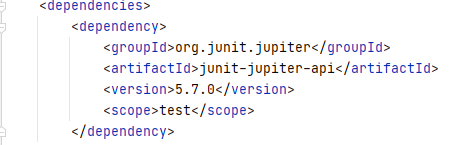 <dependencies>
<dependency>
<groupId>org.junit.jupiter</groupId>
<artifactId>junit-jupiter-api</artifactId>
<version>5.7.0</version>
<scope>test</scope>
</dependency>